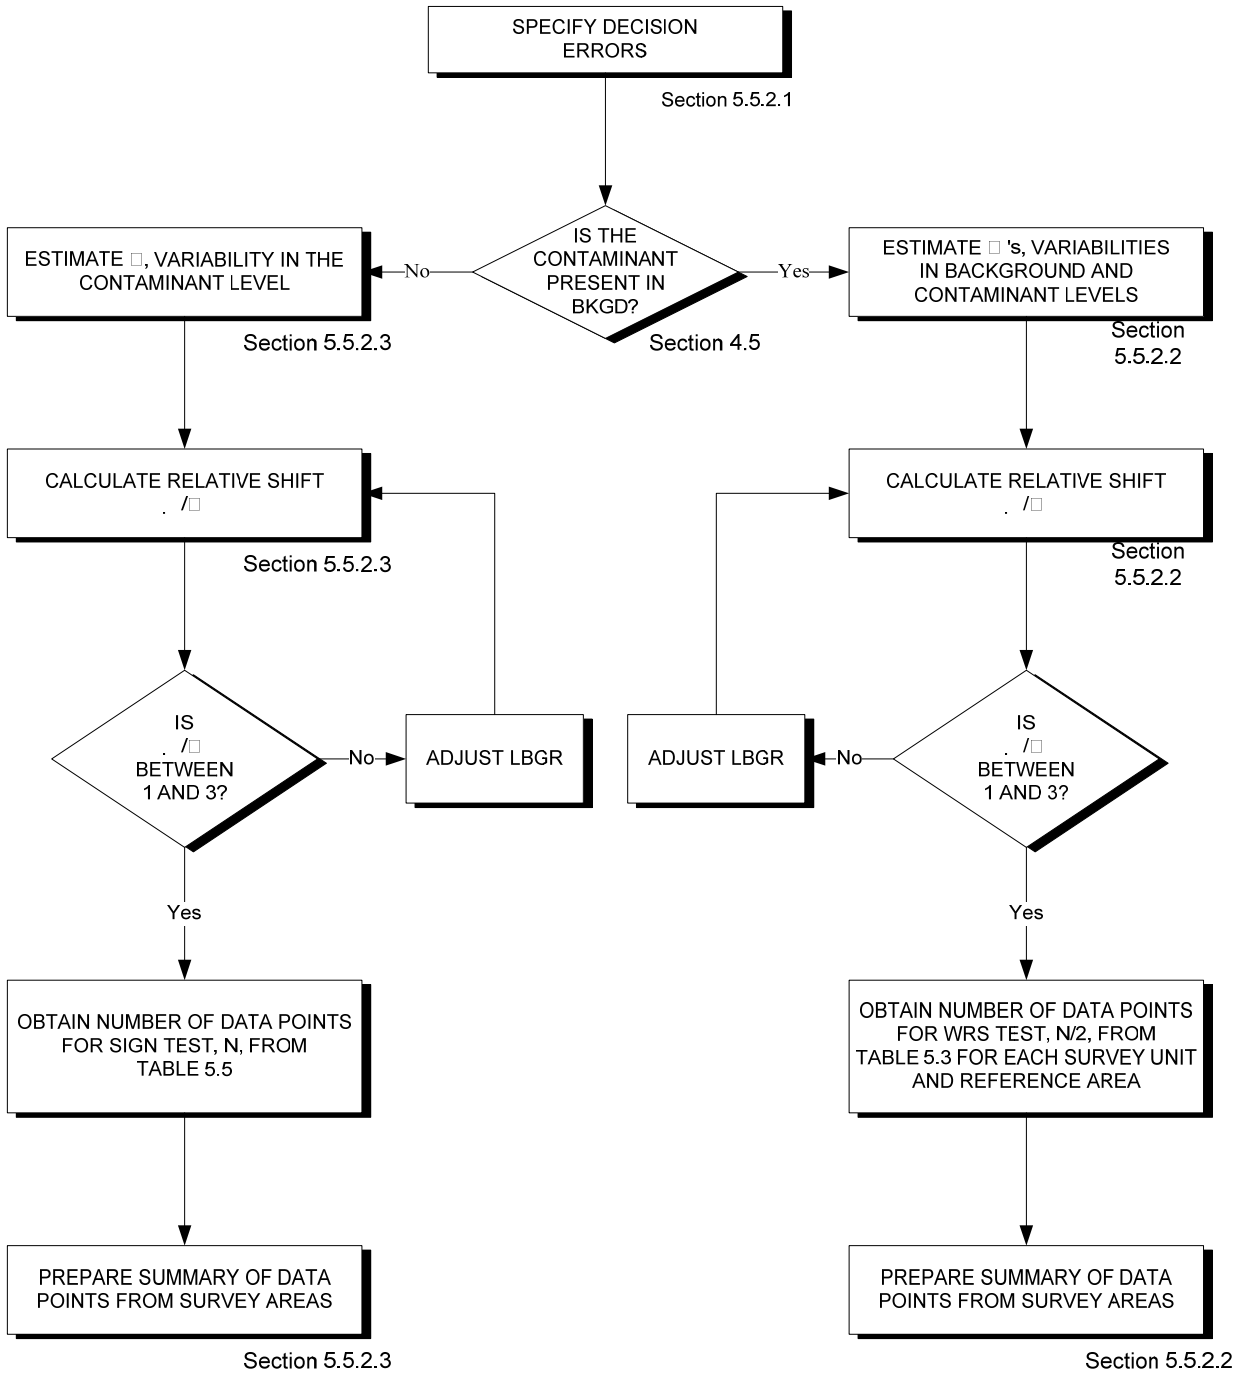 SPECIFY DECISION
ERRORS
Section 5.5.2.1
IS THE
CONTAMINANT
PRESENT IN
BKGD?
Section 4.5
No
Yes
ESTIMATE □, VARIABILITY IN THE
CONTAMINANT LEVEL
Section 5.5.2.3
CALCULATE RELATIVE SHIFT
. /□
Section 5.5.2.3
IS
. /□
BETWEEN
1 AND 3?
No
ADJUST LBGR
Yes
OBTAIN NUMBER OF DATA POINTS
FOR SIGN TEST, N, FROM
TABLE 5.5
PREPARE SUMMARY OF DATA
POINTS FROM SURVEY AREAS
Section 5.5.2.3
ESTIMATE □ 's, VARIABILITIES
IN BACKGROUND AND
CONTAMINANT LEVELS
Section
5.5.2.2
CALCULATE RELATIVE SHIFT
. /□
Section
5.5.2.2
IS
. /□
BETWEEN
1 AND 3?
No
ADJUST LBGR
Yes
OBTAIN NUMBER OF DATA POINTS
FOR WRS TEST, N/2, FROM
TABLE 5.3 FOR EACH SURVEY UNIT
AND REFERENCE AREA
PREPARE SUMMARY OF DATA
POINTS FROM SURVEY AREAS
Section 5.5.2.2